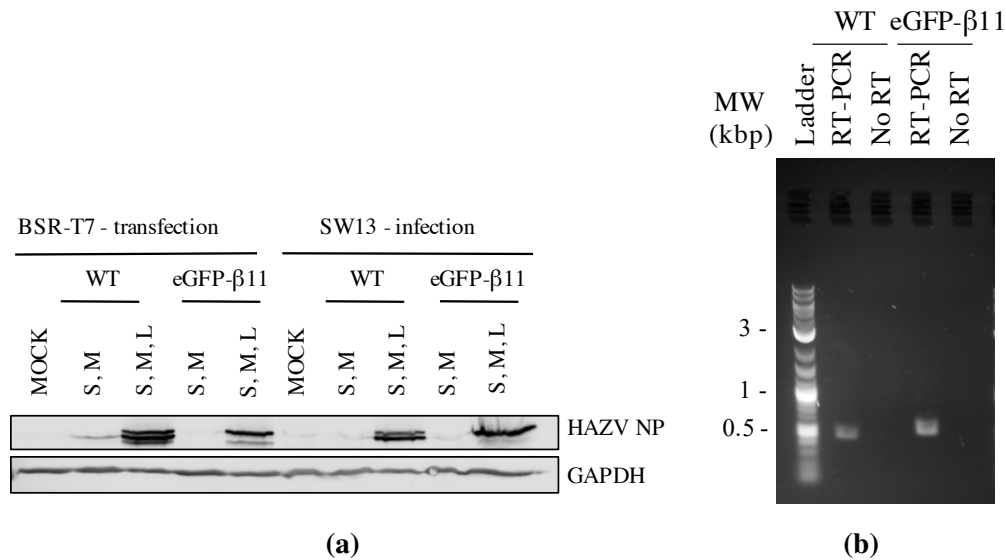 BSR-T7 - transfection
SW13 - infection
WT
eGFP-β11
WT
eGFP-β11
MOCK
S, M
S, M, L
S, M
S, M, L
MOCK
S, M
S, M, L
S, M
S, M, L
HAZV NP
GAPDH
(a)
WT
eGFP-β11
MW
(kbp)
Ladder
RT-PCR
No RT
RT-PCR
No RT
3 -
1 -
0.5 -
(b)